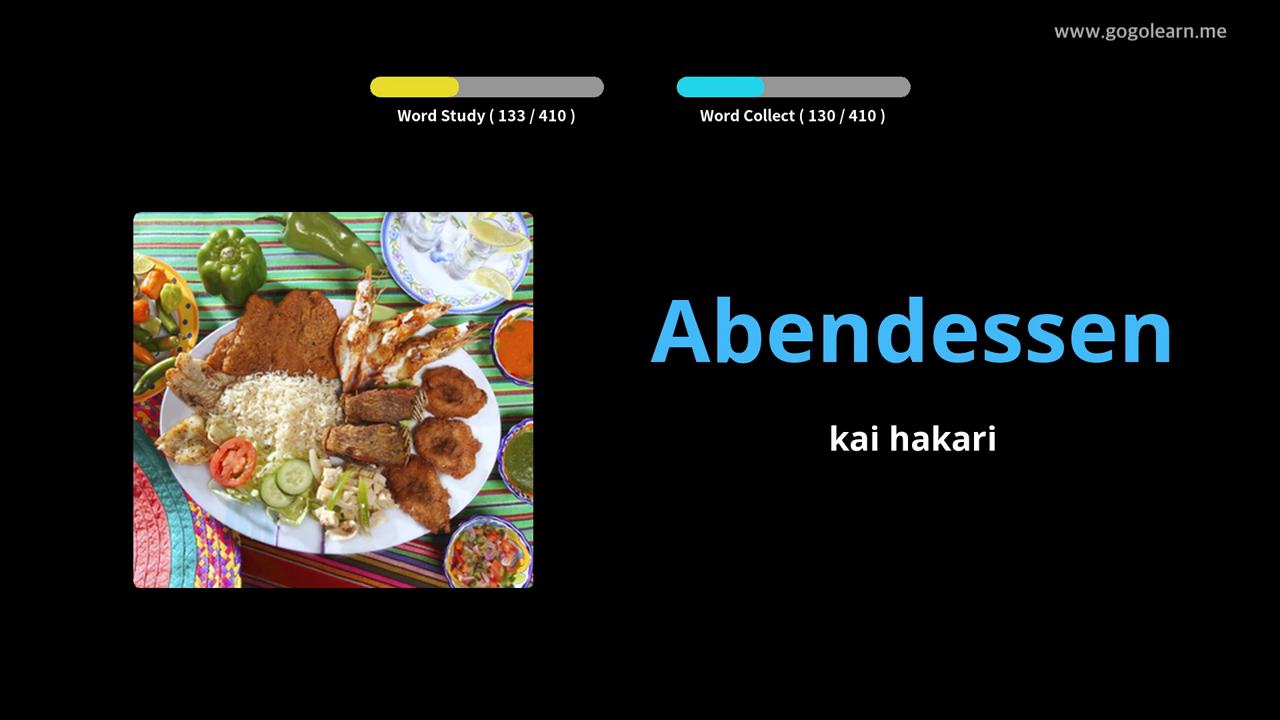 www.gogolearn.me
Word Study ( 133 / 410 )
Word Collect ( 130 / 410 )
Abendessen
kai hakari